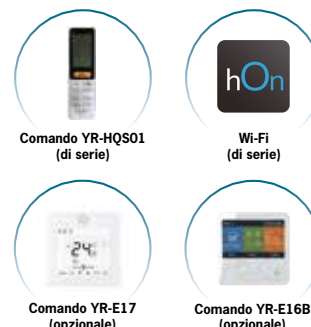 hOn
Comando YR-HQS01
(di serie)
Wi-Fi
(di serie)
24
Comando YR-E17
(opzionale)
Comando YR-E16B
(opzionale)